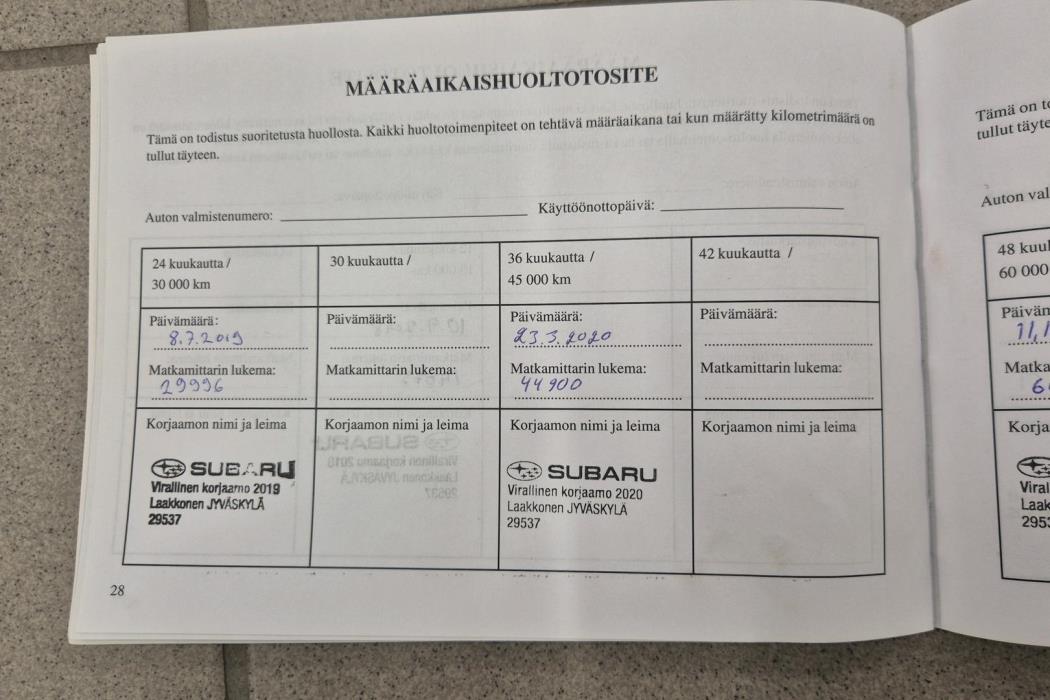 MÄÄRÄAIKAISHUOLTOTOSITE
Tämä on todistus suoritetusta huollosta. Kaikki huoltotoimenpiteet on tehtävä määräaikana tai kun määrätty kilometrimäärä on
tullut täyteen.
Auton valmistenumero: Käyttöönottopäivä:
24 kuukautta /
30 000 km
Päivämäärä:
8.7.2019
Matkamittarin lukema:
29996
Korjaamon nimi ja leima
SUBARU
Virallinen korjaamo 2019
Laakkonen JYVÄSKYLÄ
29537
30 kuukautta /
Päivämäärä:
Matkamittarin lukema:
Korjaamon nimi ja leima
36 kuukautta /
45 000 km
Päivämäärä:
23.3.2020
Matkamittarin lukema:
44900
Korjaamon nimi ja leima
SUBARU
Virallinen korjaamo 2020
Laakkonen JYVÄSKYLÄ
29537
42 kuukautta /
Päivämäärä:
Matkamittarin lukema:
Korjaamon nimi ja leima
28
Tämä on
tullut täyte
Auton val
48 kuu
60 000
Päiväm
Matka
Korja
Viral
Laak
295